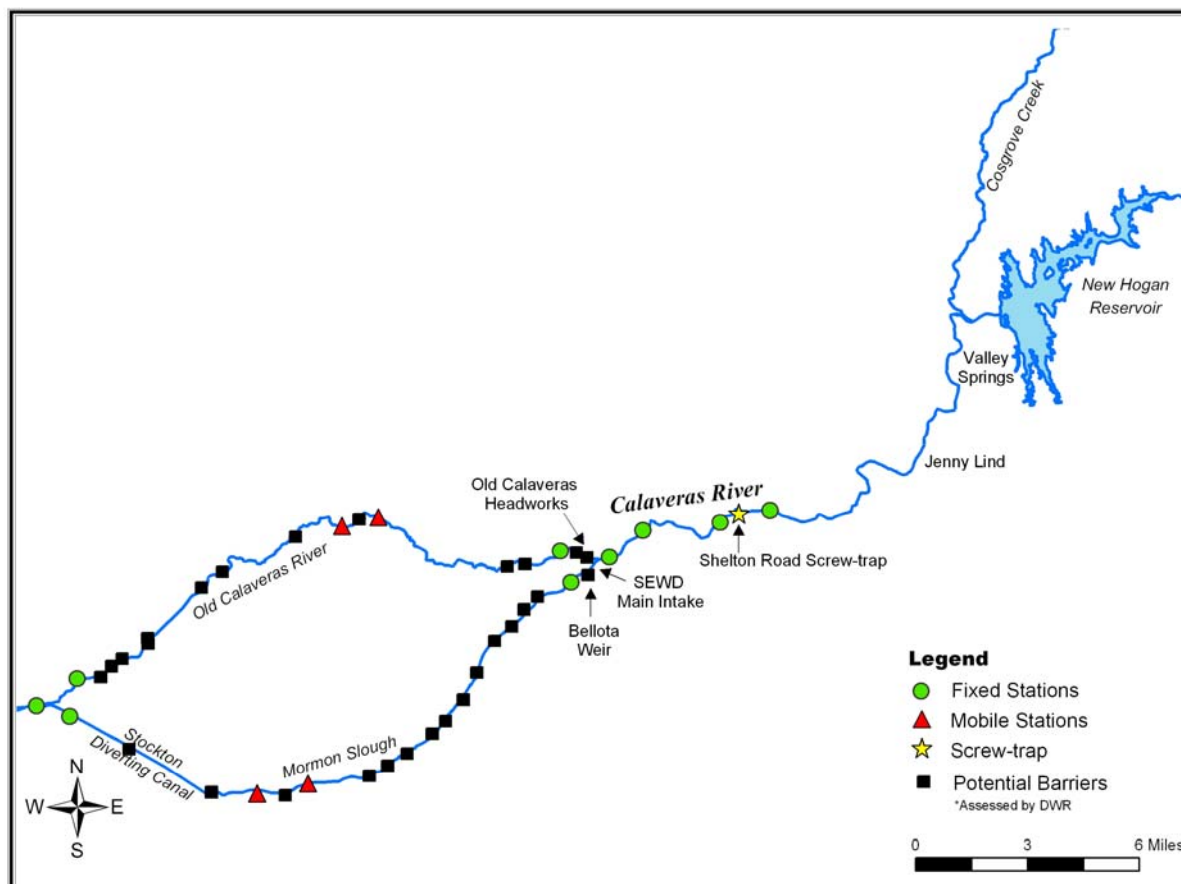 Cosgrove Creek
New Hogan
Reservoir
Valley
Springs
Jenny Lind
Old Calaveras
Headworks
Calaveras River
Shelton Road Screw-trap
SEWD
Main Intake
Bellota
Weir
Old Calaveras River
Stockton
Diverting Canal
Mormon Slough
N
W
E
S
Legend
Fixed Stations
Mobile Stations
Screw-trap
Potential Barriers
*Assessed by DWR
0 3 6 Miles